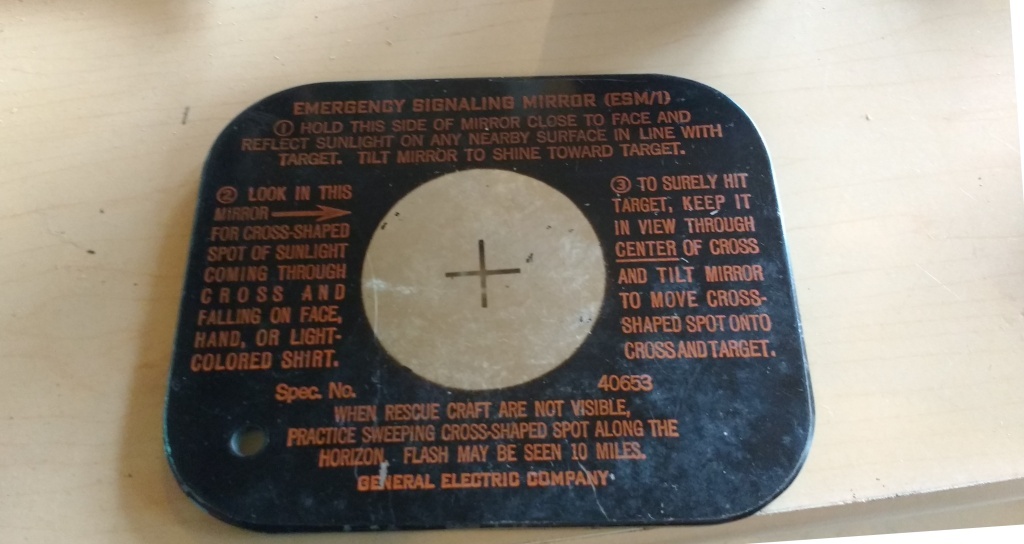 EMERGENCY SIGNALING MIRROR (ESM/1)
① HOLD THIS SIDE OF MIRROR CLOSE TO FACE AND
REFLECT SUNLIGHT ON ANY NEARBY SURFACE IN LINE WITH
TARGET. TILT MIRROR TO SHINE TOWARD TARGET.
② LOOK IN THIS
MIRROR
FOR CROSS-SHAPED
SPOT OF SUNLIGHT
COMING THROUGH
CROSS AND
FALLING ON FACE,
HAND, OR LIGHT-
COLORED SHIRT.
③ TO SURELY HIT
TARGET, KEEP IT
IN VIEW THROUGH
CENTER OF CROSS
AND TILT MIRROR
TO MOVE CROSS-
SHAPED SPOT ONTO
CROSS AND TARGET.
Spec. No. 40653
WHEN RESCUE CRAFT ARE NOT VISIBLE,
PRACTICE SWEEPING CROSS-SHAPED SPOT ALONG THE
HORIZON. FLASH MAY BE SEEN 10 MILES.
GENERAL ELECTRIC COMPANY